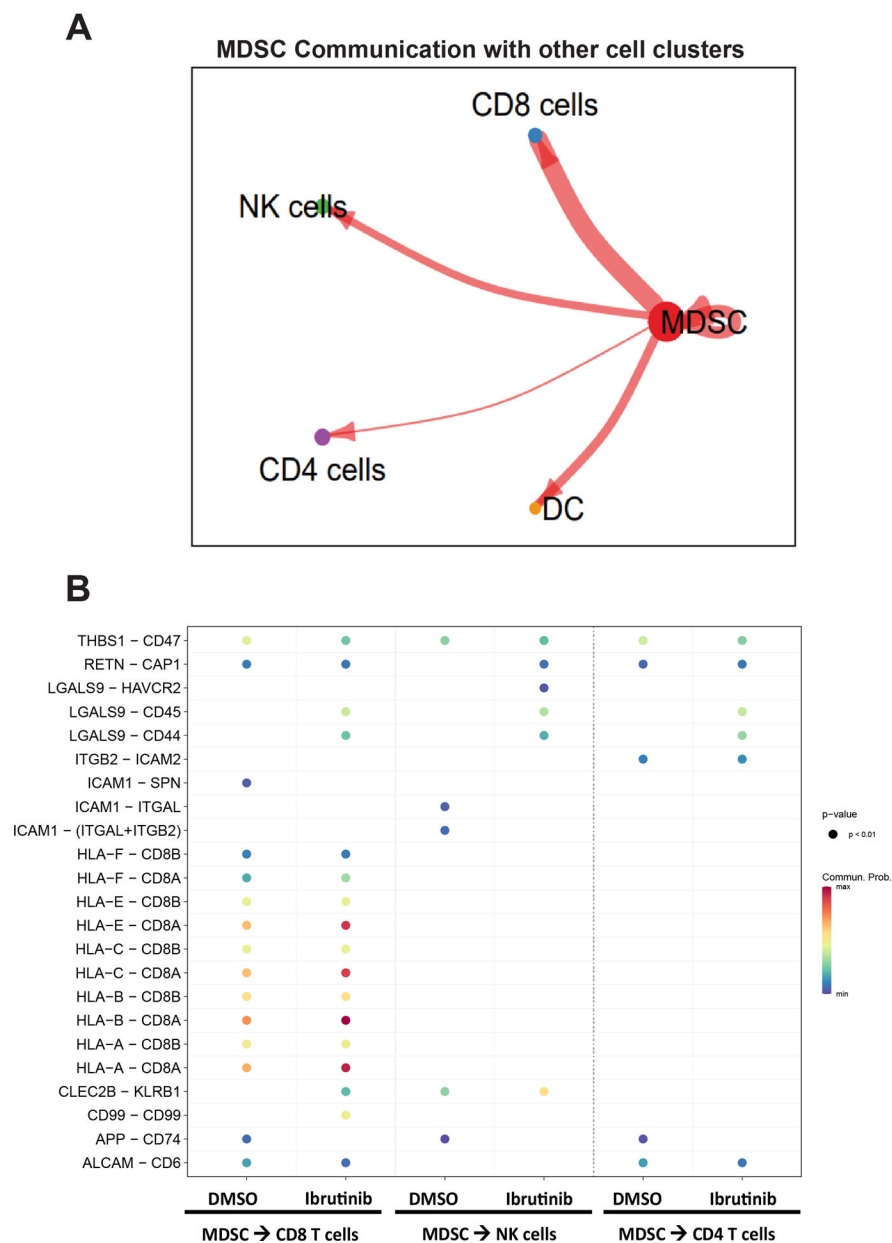 A
MDSC Communication with other cell clusters
CD8 cells
NK cells
MDSC
CD4 cells
DC
B
THBS1 − CD47
RETN − CAP1
LGALS9 − HAVCR2
LGALS9 − CD45
LGALS9 − CD44
ITGB2 − ICAM2
ICAM1 − SPN
ICAM1 − ITGAL
ICAM1 − (ITGAL+ITGB2)
HLA−F − CD8B
HLA−F − CD8A
HLA−E − CD8B
HLA−E − CD8A
HLA−C − CD8B
HLA−C − CD8A
HLA−B − CD8B
HLA−B − CD8A
HLA−A − CD8B
HLA−A − CD8A
CLEC2B − KLRB1
CD99 − CD99
APP − CD74
ALCAM − CD6
p−value
p < 0.01
Commun. Prob.
max
min
DMSO Ibrutinib DMSO Ibrutinib DMSO Ibrutinib
MDSC → CD8 T cells MDSC → NK cells MDSC → CD4 T cells